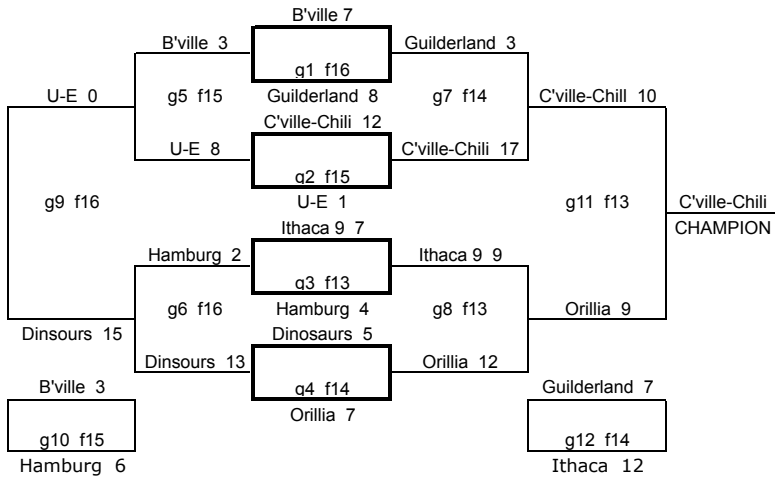 B'ville 7
B'ville 3
Guilderland 3
g1 f16
U-E 0
g5 f15
Guilderland 8
g7 f14
C'ville-Chill 10
C'ville-Chili 12
U-E 8
C'ville-Chili 17
g2 f15
g9 f16
U-E 1
g11 f13
C'ville-Chili
Ithaca 9 7
CHAMPION
Hamburg 2
Ithaca 9 9
g3 f13
g6 f16
Hamburg 4
g8 f13
Orillia 9
Dinsours 15
Dinosaurs 5
Dinsours 13
Orillia 12
g4 f14
B'ville 3
Guilderland 7
Orillia 7
g10 f15
g12 f14
Hamburg 6
Ithaca 12